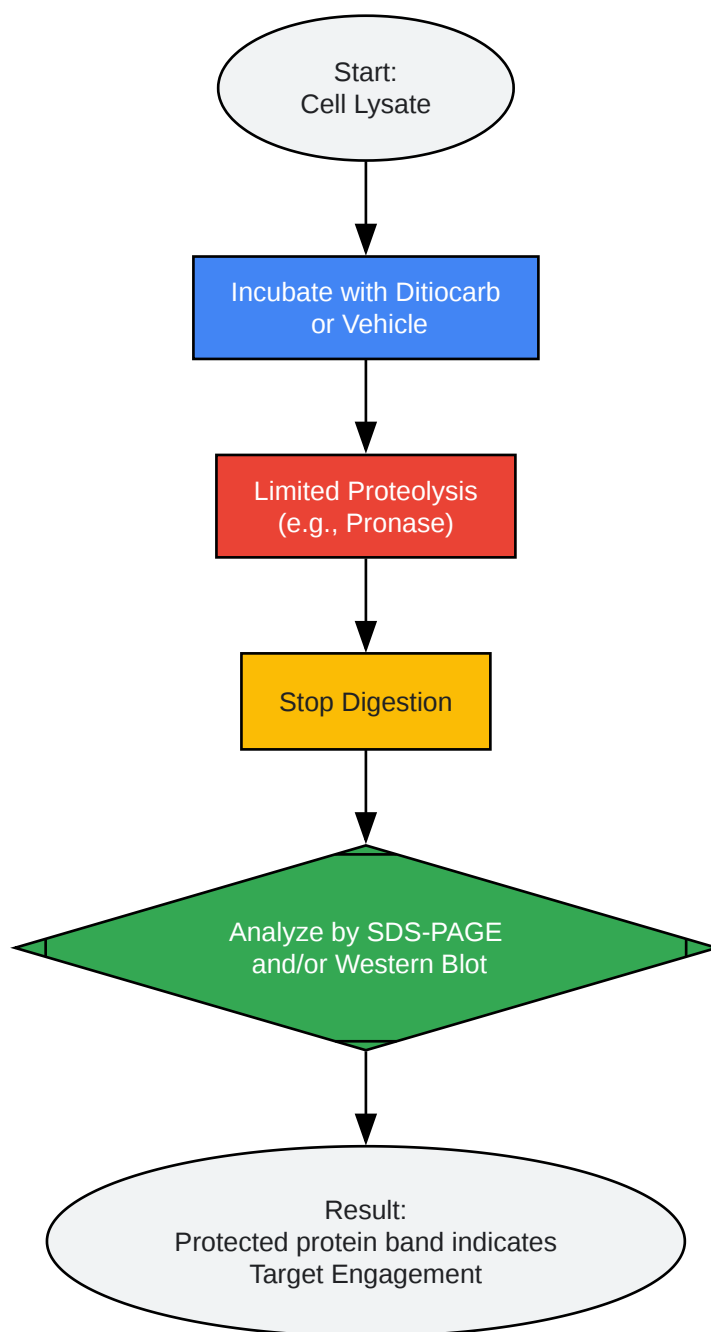 Start:
Cell Lysate
Incubate with Ditiocarb
or Vehicle
Limited Proteolysis
(e.g., Pronase)
Stop Digestion
Analyze by SDS-PAGE
and/or Western Blot
Result:
Protected protein band indicates
Target Engagement